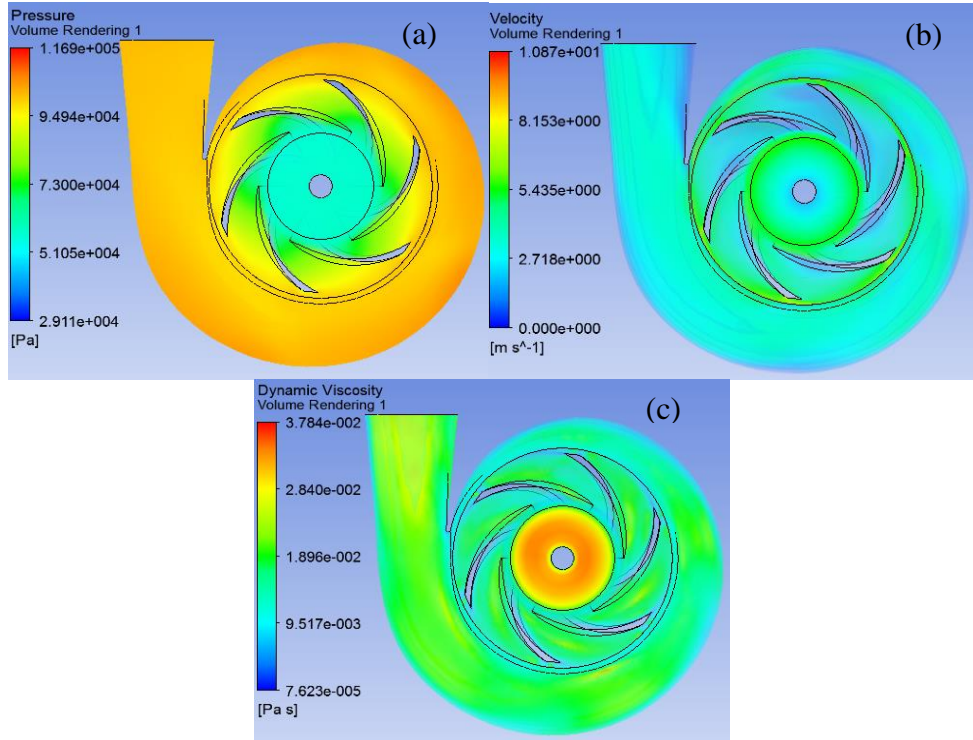 Pressure
Volume Rendering 1
(a)
1.169e+005
9.494e+004
7.300e+004
5.105e+004
2.911e+004
[Pa]
Velocity
Volume Rendering 1
(b)
1.087e+001
8.153e+000
5.435e+000
2.718e+000
0.000e+000
[m s^-1]
Dynamic Viscosity
Volume Rendering 1
(c)
3.784e-002
2.840e-002
1.896e-002
9.517e-003
7.623e-005
[Pa s]